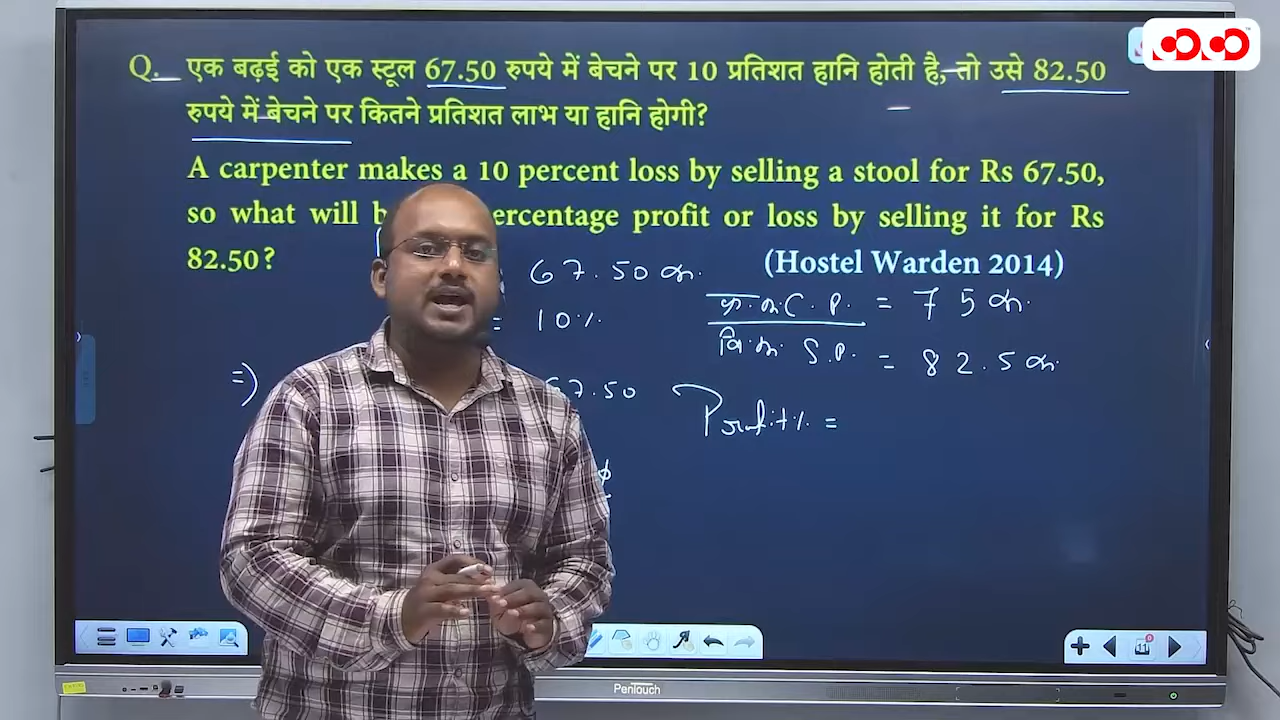 Q. एक बढ़ई को एक स्टूल 67.50 रुपये में बेचने पर 10 प्रतिशत हानि होती है, तो उसे 82.50
रुपये में बेचने पर कितने प्रतिशत लाभ या हानि होगी?
A carpenter makes a 10 percent loss by selling a stool for Rs 67.50,
so what will b ercentage profit or loss by selling it for Rs
82.50?
(Hostel Warden 2014)
67.50 रु.
= 10%
क्र. मू. C.P. = 75 रु.
वि. मू. S.P. = 82.5 रु.
=) 67.50
Profit% =
PenTouch